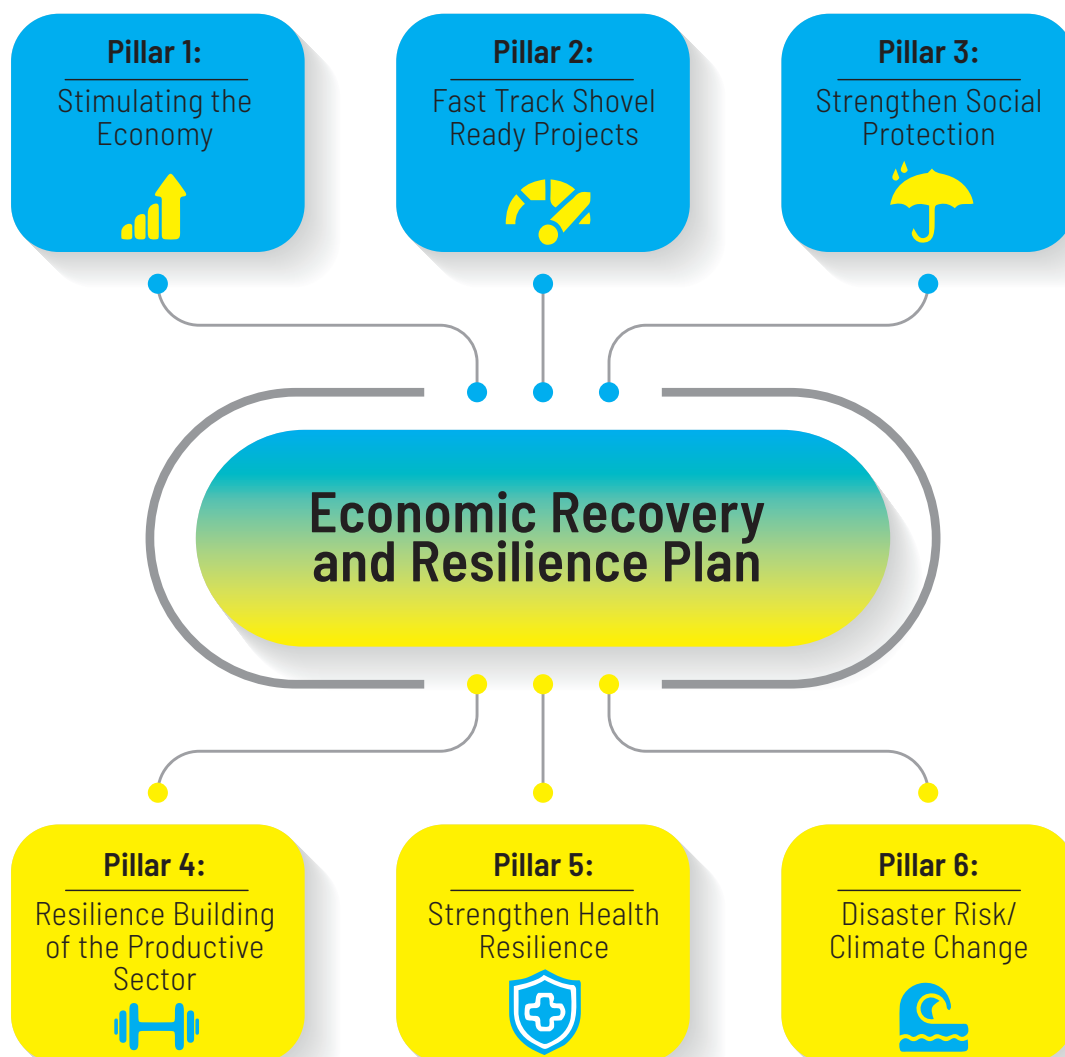 Pillar 1:
Stimulating the
Economy
Pillar 2:
Fast Track Shovel
Ready Projects
Pillar 3:
Strengthen Social
Protection
Economic Recovery
and Resilience Plan
Pillar 4:
Resilience Building
of the Productive
Sector
Pillar 5:
Strengthen Health
Resilience
Pillar 6:
Disaster Risk/
Climate Change